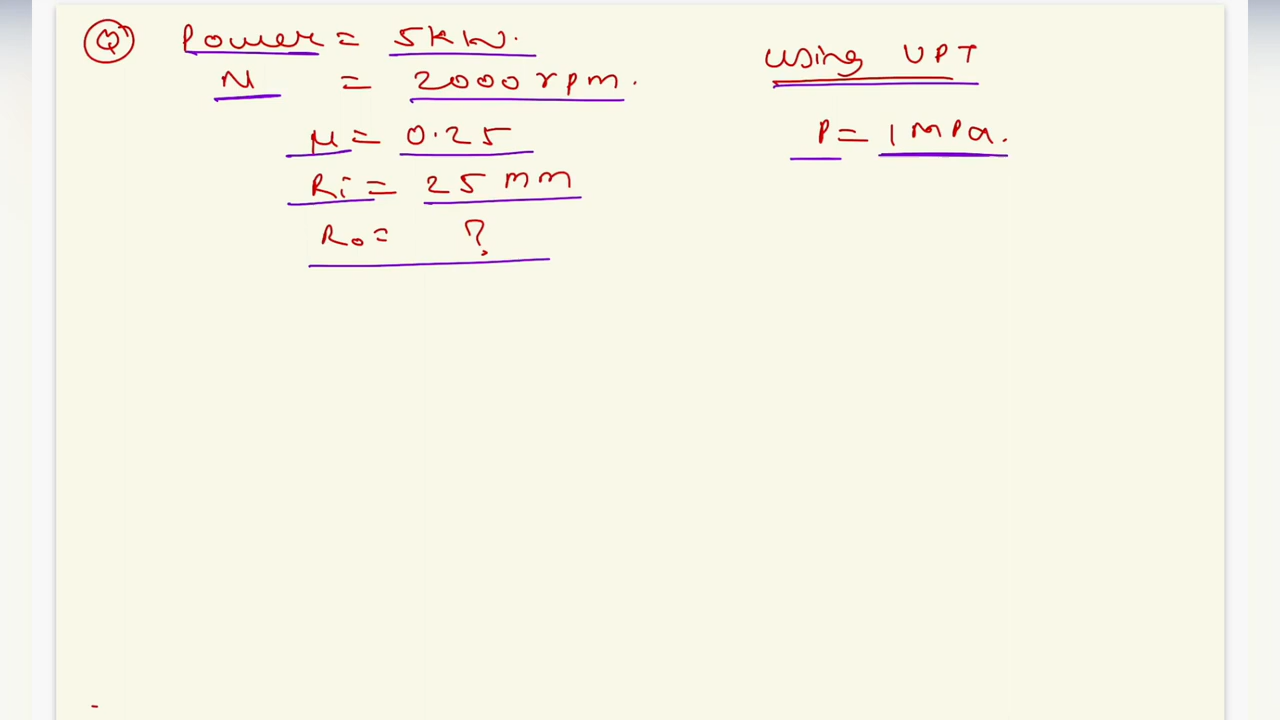 Q Power = 5kW.
N = 2000 rpm.
μ = 0.25
Ri = 25 mm
Ro = ?
using UPT
P = 1 MPa.